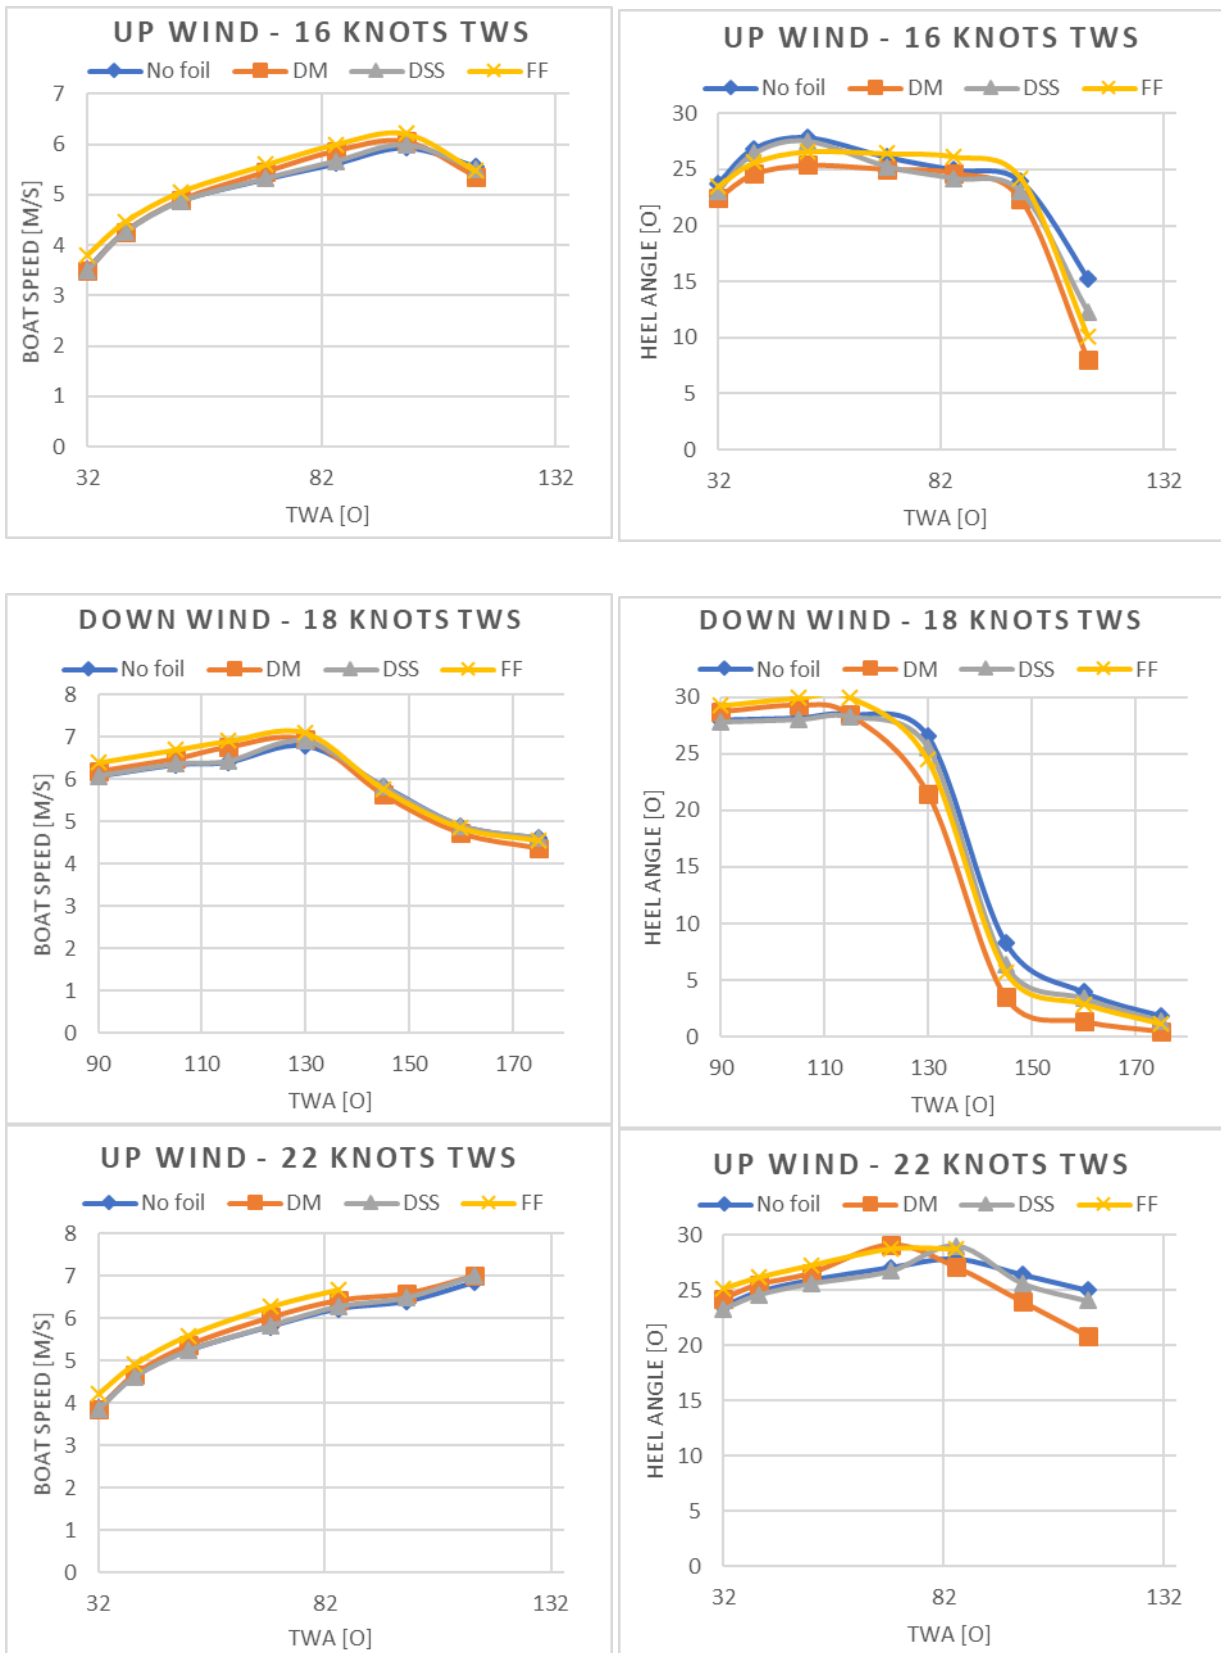 UP WIND - 16 KNOTS TWS
No foil DM DSS FF
7
6
5
4
3
2
1
0
BOAT SPEED [M/S]
32 82 132
TWA [O]
UP WIND - 16 KNOTS TWS
No foil DM DSS FF
30
25
20
15
10
5
0
HEEL ANGLE [O]
32 82 132
TWA [O]
DOWN WIND - 18 KNOTS TWS
No foil DM DSS FF
8
7
6
5
4
3
2
1
0
BOAT SPEED [M/S]
90 110 130 150 170
TWA [O]
DOWN WIND - 18 KNOTS TWS
No foil DM DSS FF
30
25
20
15
10
5
0
HEEL ANGLE [O]
90 110 130 150 170
TWA [O]
UP WIND - 22 KNOTS TWS
No foil DM DSS FF
8
7
6
5
4
3
2
1
0
BOAT SPEED [M/S]
32 82 132
TWA [O]
UP WIND - 22 KNOTS TWS
No foil DM DSS FF
30
25
20
15
10
5
0
HEEL ANGLE [O]
32 82 132
TWA [O]